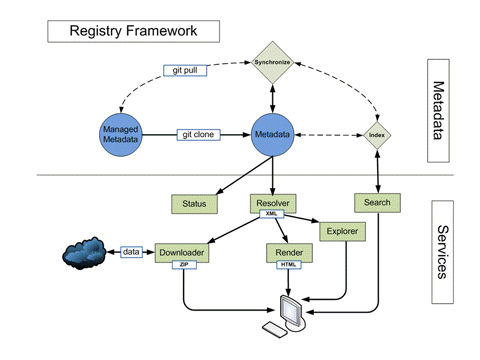 Registry Framework
Synchronize
git pull
Managed
Metadata
git clone
Metadata
Index
Metadata
Status
Resolver
XML
Search
Explorer
data
Downloader
ZIP
Render
HTML
Services